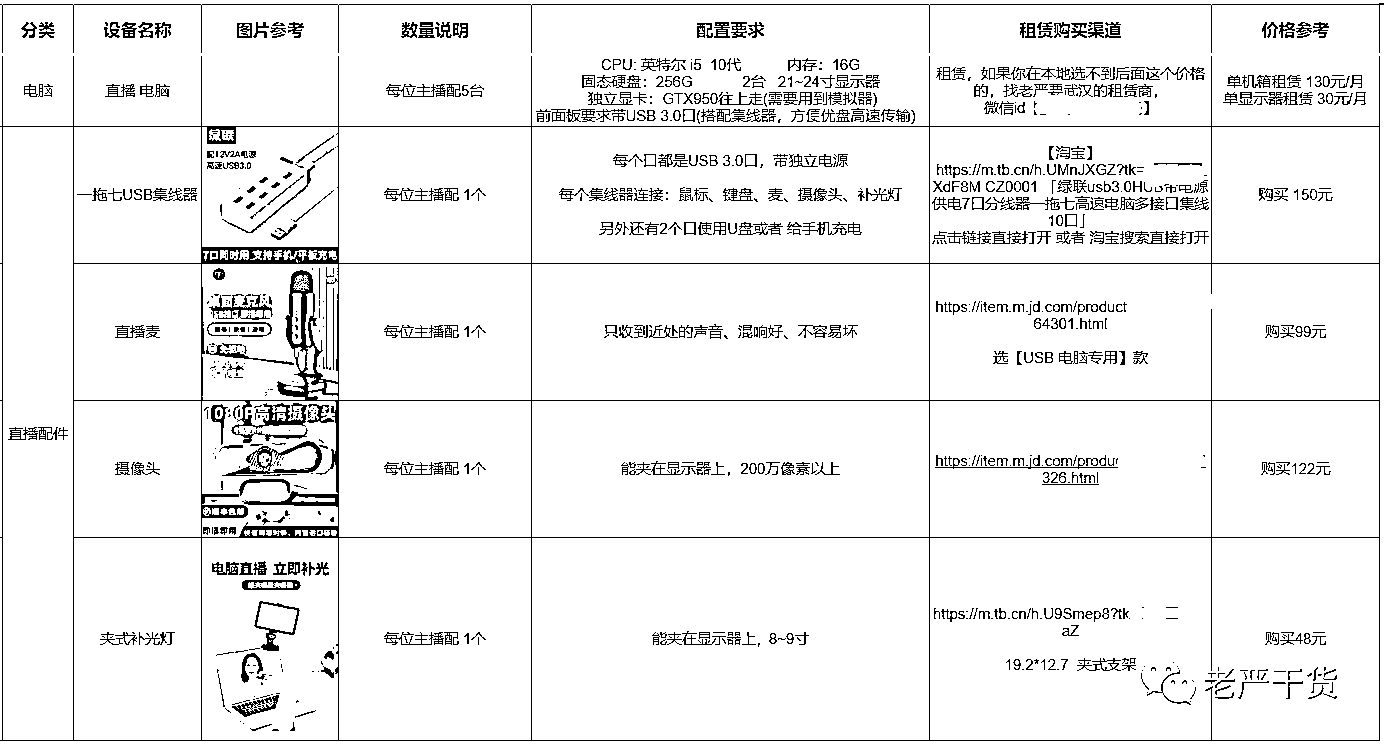 分类 设备名称 图片参考 数量说明 配置要求 租赁购买渠道 价格参考
电脑
直播 电脑
每位主播配5台
CPU: 英特尔 i5 10代 内存：16G
固态硬盘：256G 2台 21~24寸显示器
独立显卡：GTX950往上走(需要用到模拟器)
前面板要求带USB 3.0口(搭配集线器，方便优盘高速传输)
租赁，如果你在本地选不到后面这个价格
的，找老严要武汉的租赁商，
微信id【
】
单机箱租赁 130元/月
单显示器租赁 30元/月
直播配件
一拖七USB集线器
绿联
配12V2A电源
高速USB3.0
7口同时用 支持手机/平板充电
每位主播配 1个
每个口都是USB 3.0口，带独立电源
每个集线器连接：鼠标、键盘、麦、摄像头、补光灯
另外还有2个口使用U盘或者 给手机充电
【淘宝】
https://m.tb.cn/h.UMnJXGZ?tk=
XdF8M CZ0001 「绿联usb3.0HUB带电源
供电7口分线器一拖七高速电脑多接口集线
10口」
点击链接直接打开 或者 淘宝搜索直接打开
购买 150元
直播麦
每位主播配 1个
只收到近处的声音、混响好、不容易坏
https://item.m.jd.com/product
64301.html
选【USB 电脑专用】款
购买99元
摄像头
1080P高清摄像头
每位主播配 1个
能夹在显示器上，200万像素以上
https://item.m.jd.com/produc
326.html
购买122元
夹式补光灯
电脑直播 立即补光
每位主播配 1个
能夹在显示器上，8~9寸
https://m.tb.cn/h.U9Smep8?tk
aZ
19.2*12.7 夹式支架
购买48元
老严干货